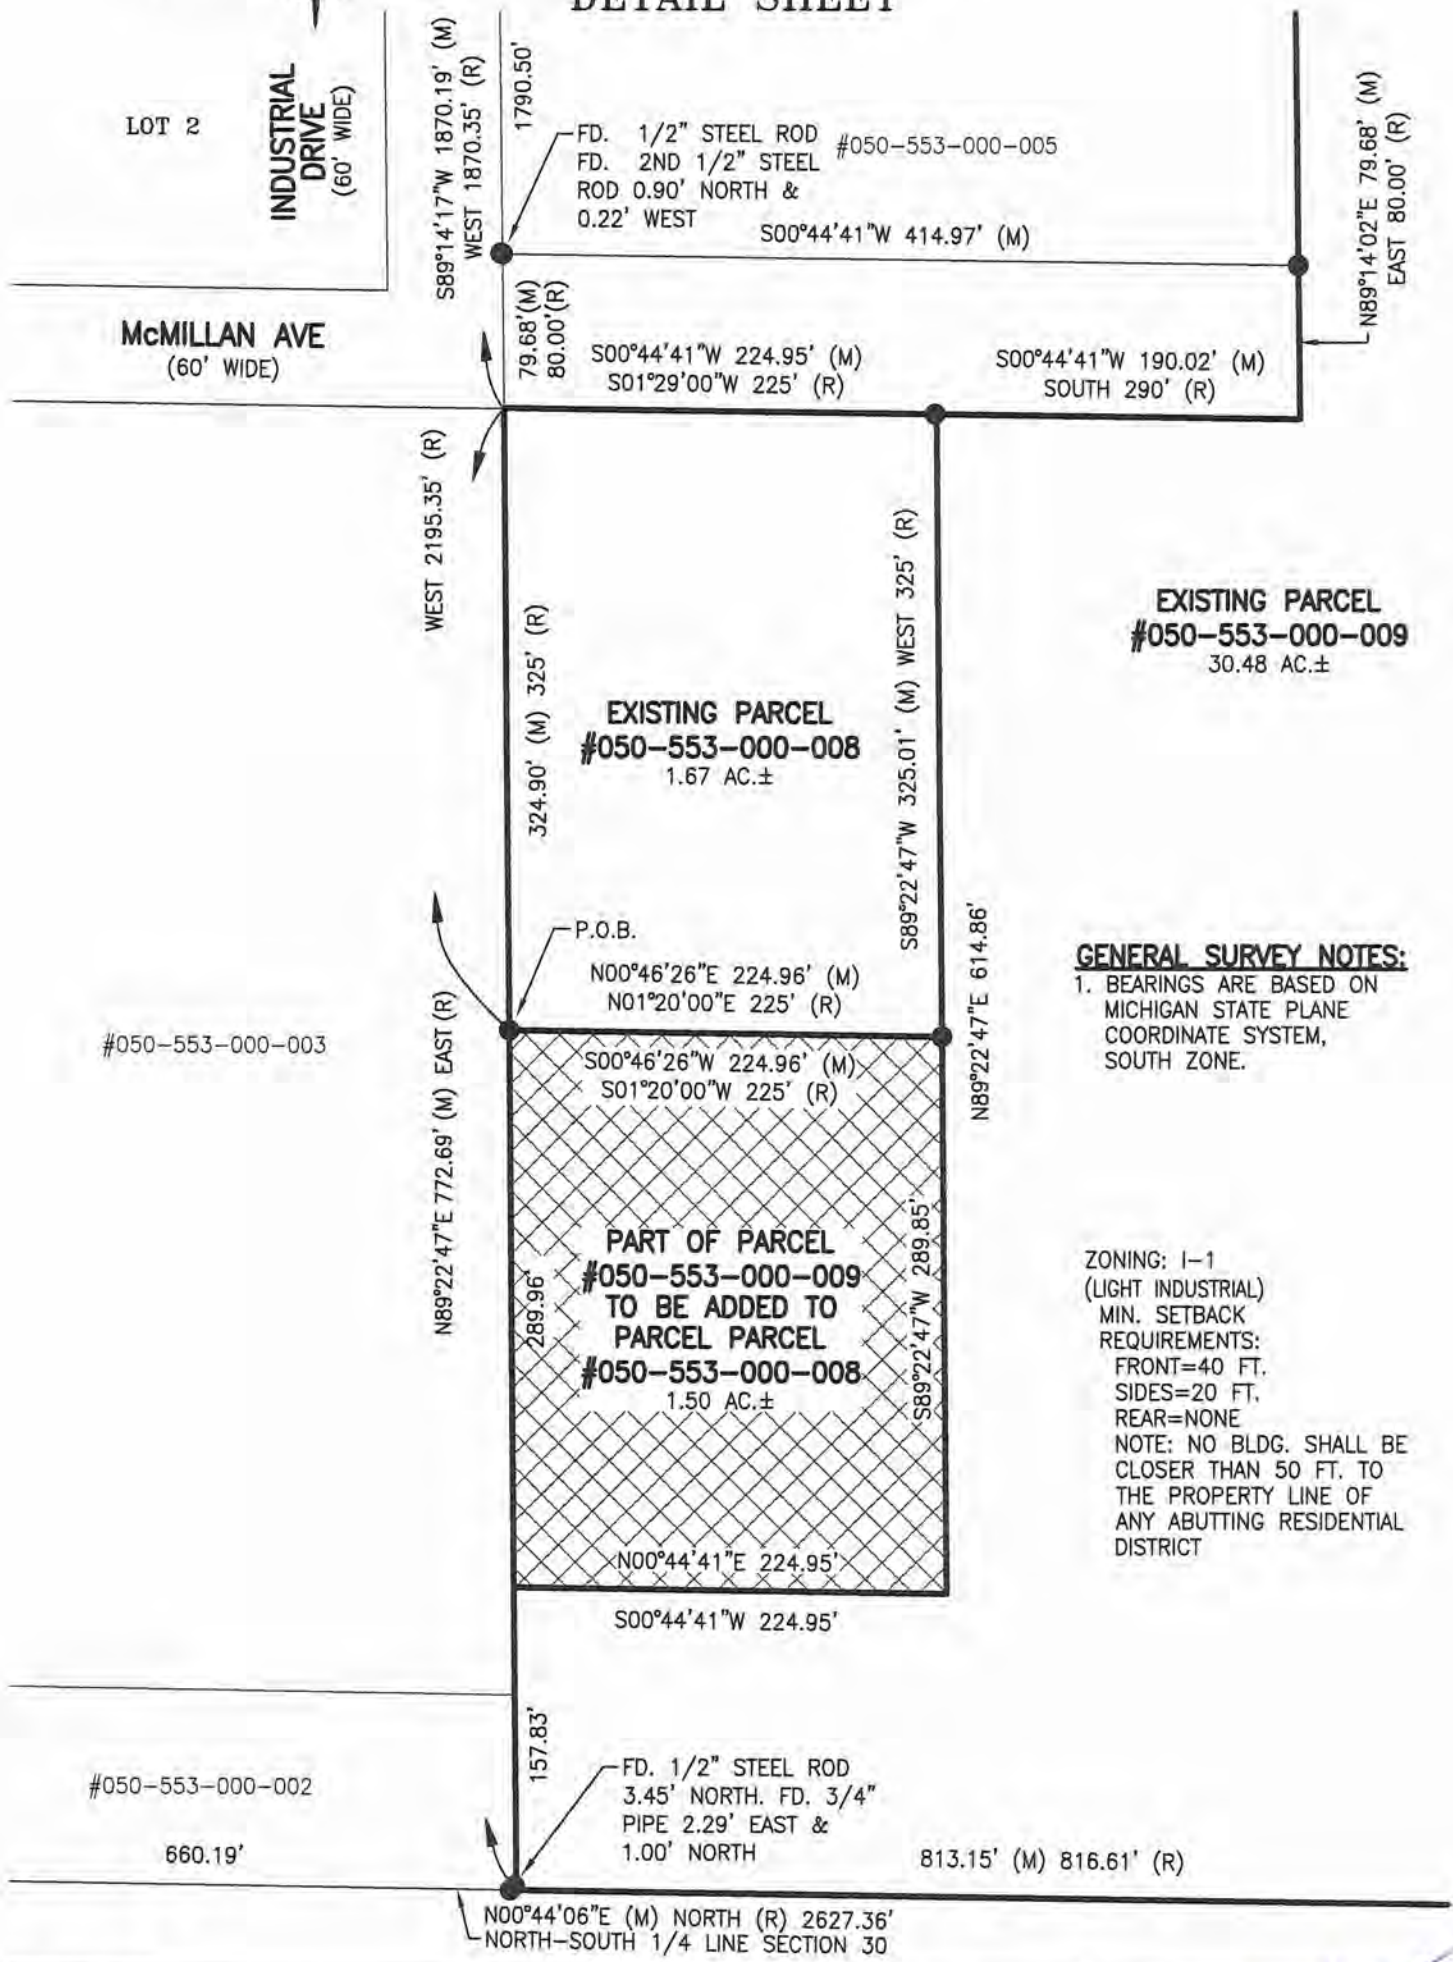 DETAIL SHEET
LOT 2
INDUSTRIAL
DRIVE
(60' WIDE)
S89°14'17"W 1870.19' (M)
WEST 1870.35' (R)
1790.50'
FD. 1/2" STEEL ROD
FD. 2ND 1/2" STEEL
ROD 0.90' NORTH &
0.22' WEST
#050-553-000-005
S00°44'41"W 414.97' (M)
N89°14'02"E 79.68' (M)
EAST 80.00' (R)
McMILLAN AVE
(60' WIDE)
79.68'(M)
80.00'(R)
S00°44'41"W 224.95' (M)
S01°29'00"W 225' (R)
S00°44'41"W 190.02' (M)
SOUTH 290' (R)
WEST 2195.35' (R)
324.90' (M) 325' (R)
S89°22'47"W 325.01' (M) WEST 325' (R)
EXISTING PARCEL
#050-553-000-009
30.48 AC.±
EXISTING PARCEL
#050-553-000-008
1.67 AC.±
P.O.B.
N00°46'26"E 224.96' (M)
N01°20'00"E 225' (R)
N89°22'47"E 614.86'
GENERAL SURVEY NOTES:
1. BEARINGS ARE BASED ON
MICHIGAN STATE PLANE
COORDINATE SYSTEM,
SOUTH ZONE.
#050-553-000-003
N89°22'47"E 772.69' (M) EAST (R)
S00°46'26"W 224.96' (M)
S01°20'00"W 225' (R)
289.96'
PART OF PARCEL
#050-553-000-009
TO BE ADDED TO
PARCEL PARCEL
#050-553-000-008
1.50 AC.±
S89°22'47"W 289.85'
ZONING: I-1
(LIGHT INDUSTRIAL)
MIN. SETBACK
REQUIREMENTS:
FRONT=40 FT.
SIDES=20 FT.
REAR=NONE
NOTE: NO BLDG. SHALL BE
CLOSER THAN 50 FT. TO
THE PROPERTY LINE OF
ANY ABUTTING RESIDENTIAL
DISTRICT
N00°44'41"E 224.95'
S00°44'41"W 224.95'
157.83'
#050-553-000-002
660.19'
FD. 1/2" STEEL ROD
3.45' NORTH. FD. 3/4"
PIPE 2.29' EAST &
1.00' NORTH
813.15' (M) 816.61' (R)
N00°44'06"E (M) NORTH (R) 2627.36'
NORTH-SOUTH 1/4 LINE SECTION 30